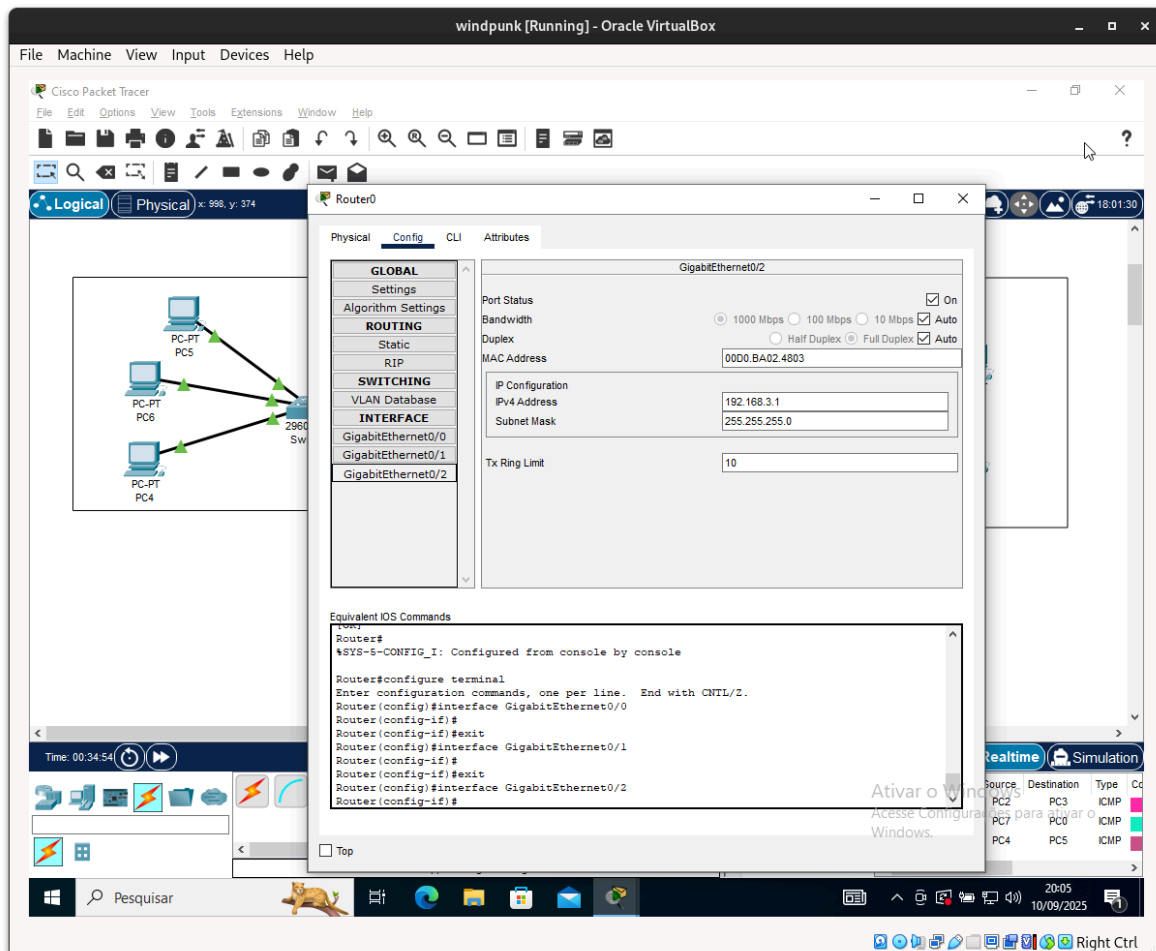 windpunk [Running] - Oracle VirtualBox
File Machine View Input Devices Help
Cisco Packet Tracer
File Edit Options View Tools Extensions Window Help
Logical Physical x: 998, y: 374
18:01:30
Router0
Physical Config CLI Attributes
GLOBAL
Settings
Algorithm Settings
ROUTING
Static
RIP
SWITCHING
VLAN Database
INTERFACE
GigabitEthernet0/0
GigabitEthernet0/1
GigabitEthernet0/2
GigabitEthernet0/2
Port Status On
Bandwidth 1000 Mbps 100 Mbps 10 Mbps Auto
Duplex Half Duplex Full Duplex Auto
MAC Address 00D0.BA02.4803
IP Configuration
IPv4 Address 192.168.3.1
Subnet Mask 255.255.255.0
Tx Ring Limit 10
PC-PT
PC5
PC-PT
PC6
PC-PT
PC4
2960
Sw
Equivalent IOS Commands
[OK]
Router#
%SYS-5-CONFIG_I: Configured from console by console
Router#configure terminal
Enter configuration commands, one per line. End with CNTL/Z.
Router(config)#interface GigabitEthernet0/0
Router(config-if)#
Router(config-if)#exit
Router(config)#interface GigabitEthernet0/1
Router(config-if)#
Router(config-if)#exit
Router(config)#interface GigabitEthernet0/2
Router(config-if)#
Top
Time: 00:34:54
Realtime Simulation
Source Destination Type Co
PC2 PC3 ICMP
PC7 PC0 ICMP
PC4 PC5 ICMP
Ativar o Windows
Acesse Configurações para ativar o
Windows.
Pesquisar
20:05
10/09/2025
1
Right Ctrl